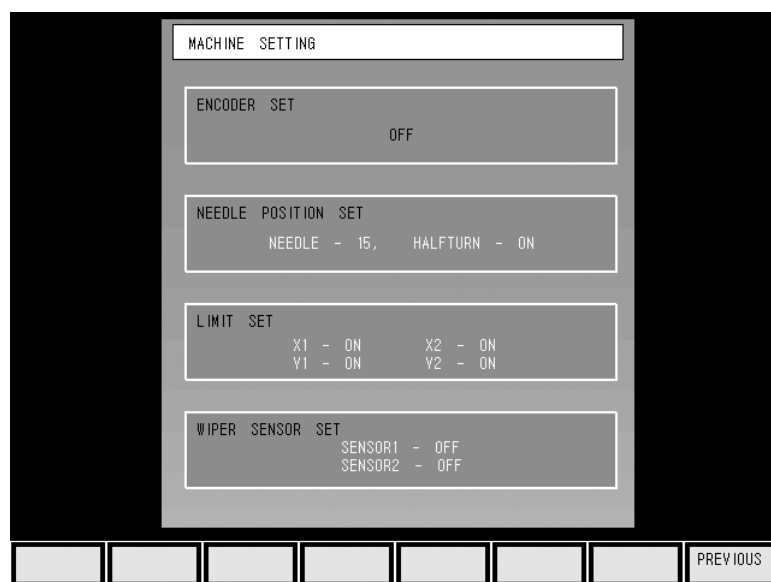 MACHINE SETTING
ENCODER SET
OFF
NEEDLE POSITION SET
NEEDLE - 15, HALFTURN - ON
LIMIT SET
X1 - ON X2 - ON
Y1 - ON Y2 - ON
WIPER SENSOR SET
SENSOR1 - OFF
SENSOR2 - OFF
PREVIOUS